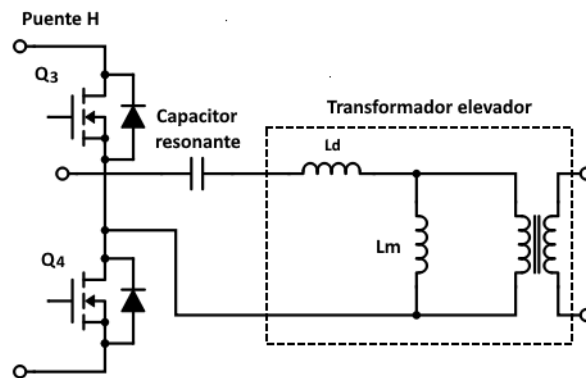 Puente H
Q3
Capacitor
resonante
Transformador elevador
Ld
Lm
Q4